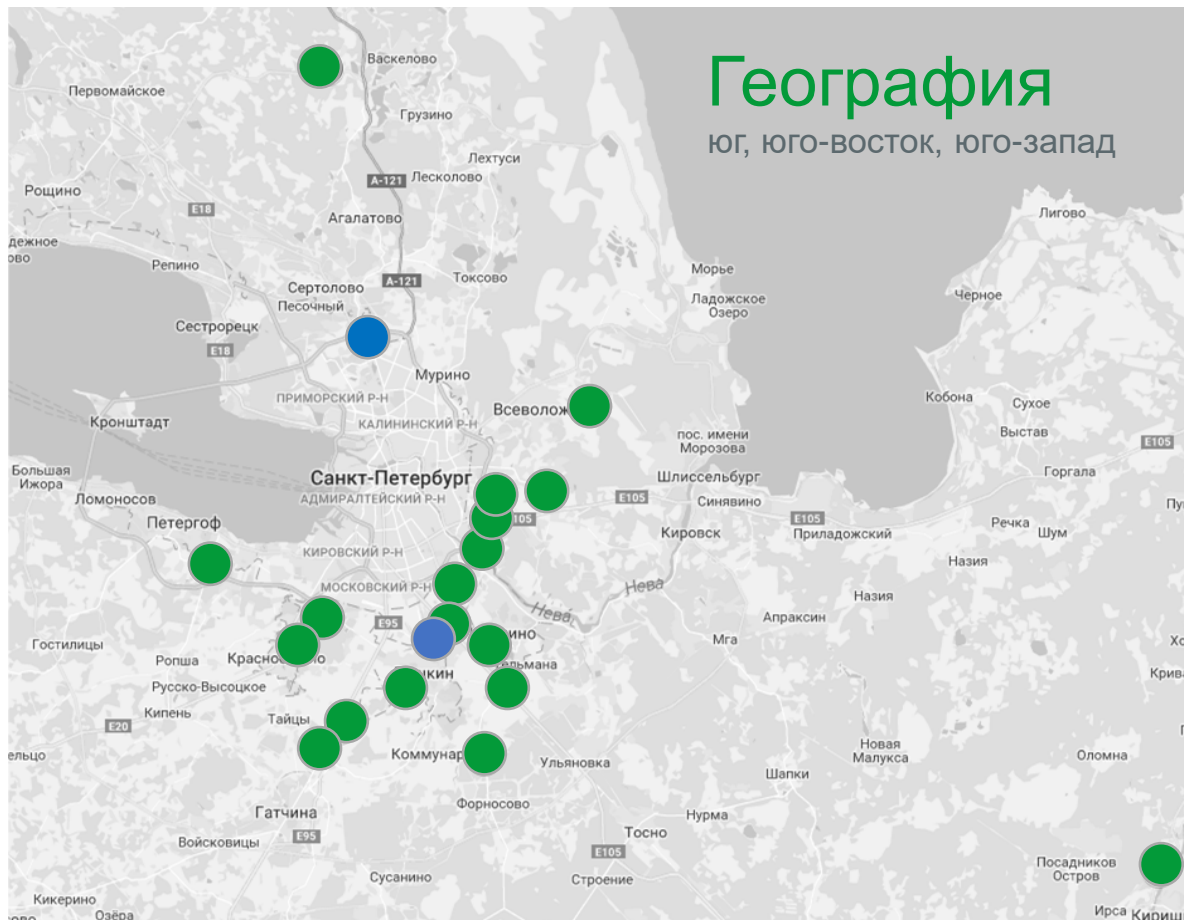 География
юг, юго-восток, юго-запад
Васкелово
Первомайское
Грузино
Лехтуси
А-121
Лесколово
Рощино
E18
Агалатово
Лигово
Репино
Токсово
Морье
А-121
Сертолово
Ладожское
Озеро
Песочный
Черное
Сестрорецк
E18
Мурино
ПРИМОРСКИЙ Р-Н
Кобона
Сухое
Кронштадт
КАЛИНИНСКИЙ Р-Н
пос. имени
Морозова
Выстав
E105
Большая
Ижора
Санкт-Петербург
Шлиссельбург
Горгала
Ломоносов
АДМИРАЛТЕЙСКИЙ Р-Н
E105
Синявино
Петергоф
E105
Приладожский
Речка
Шум
Кировск
КИРОВСКИЙ Р-Н
Назия
МОСКОВСКИЙ Р-Н
Нева
Нева
Назия
E95
Апраксин
Мга
Гостилицы
Ропша
Русско-Высоцкое
Кипень
Тайцы
E20
Новая
Малукса
Оломна
Ульяновка
Шапки
Форносово
Гатчина
Нурма
E95
Тосно
Войсковицы
E105
Посадников
Остров
Сусанино
Строение
Кикерино
Озёра
Ирса